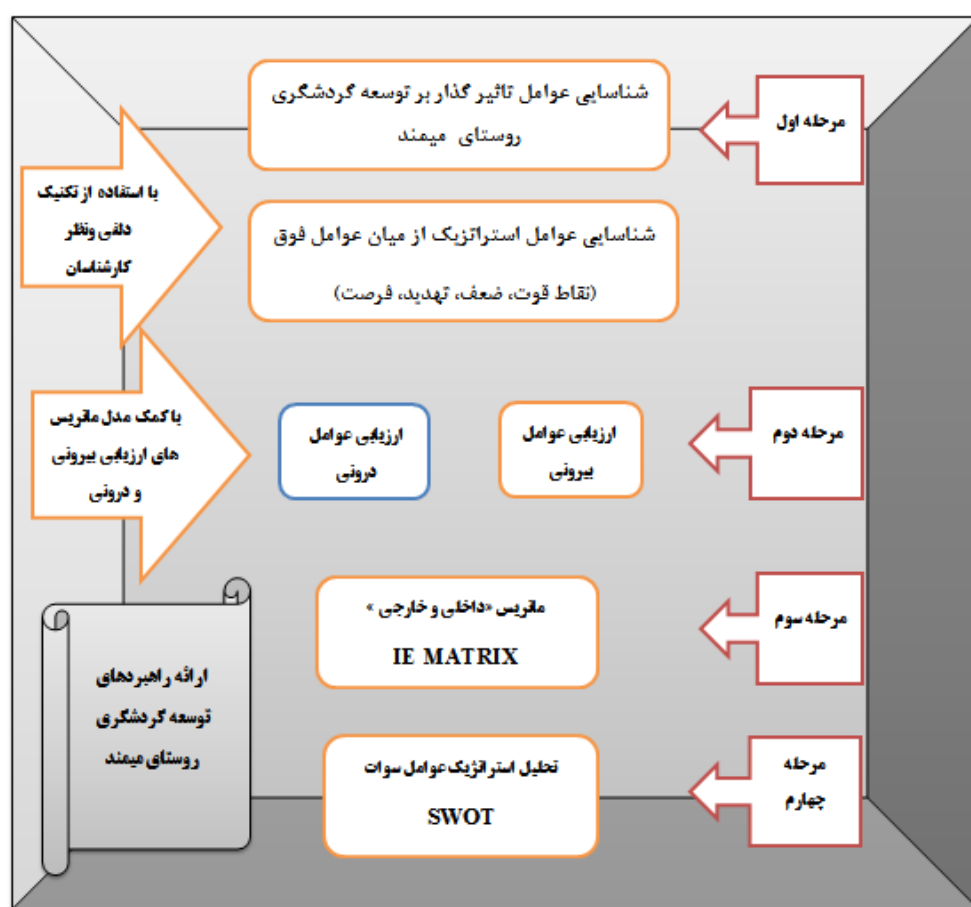 مرحله اول
شناسایی عوامل تاثیر گذار بر توسعه گردشگری
روستای میمند
با استفاده از تکنیک
دلفی ونظر
کارشناسان
شناسایی عوامل استراتژیک از میان عوامل فوق
(نقاط قوت، ضعف، تهدید، فرصت)
مرحله دوم
ارزیابی عوامل
بیرونی
ارزیابی عوامل
درونی
با کمک مدل ماتریس
های ارزیابی بیرونی
و درونی
مرحله سوم
ماتریس «داخلی و خارجی »
IE MATRIX
مرحله
چهارم
تحلیل استراتژیک عوامل سوات
SWOT
ارائه راهبردهای
توسعه گردشگری
روستای میمند